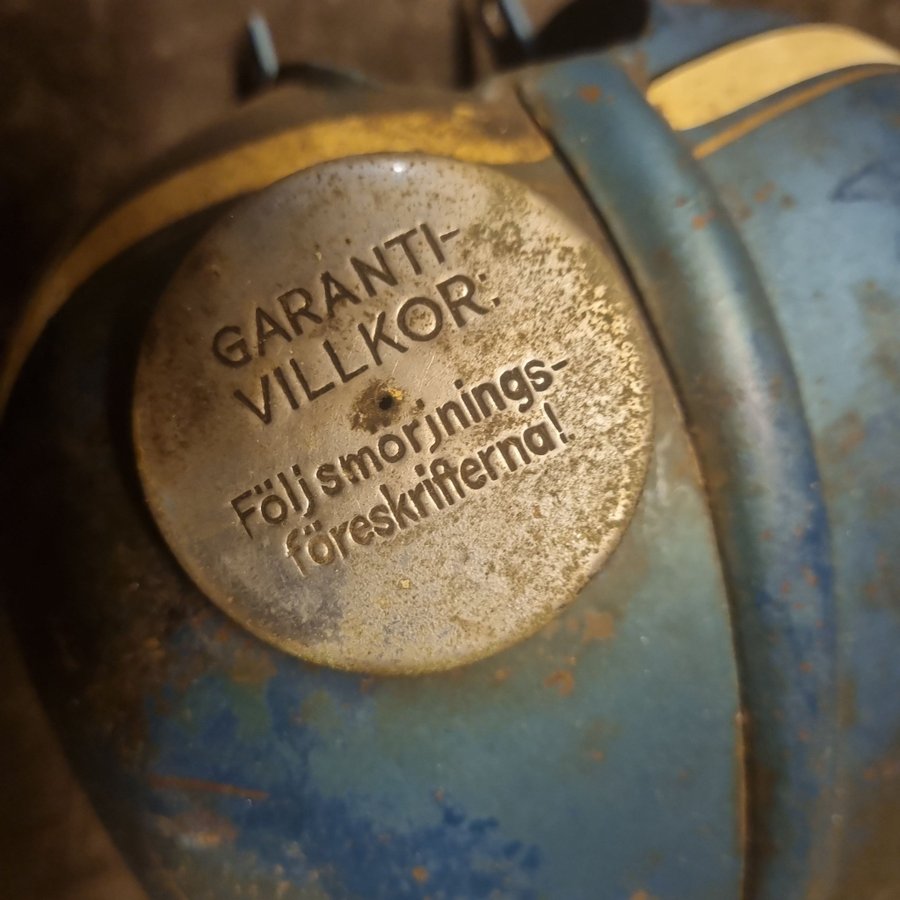 GARANTI-
VILLKOR:
Följ smörjnings-
föreskrifterna!